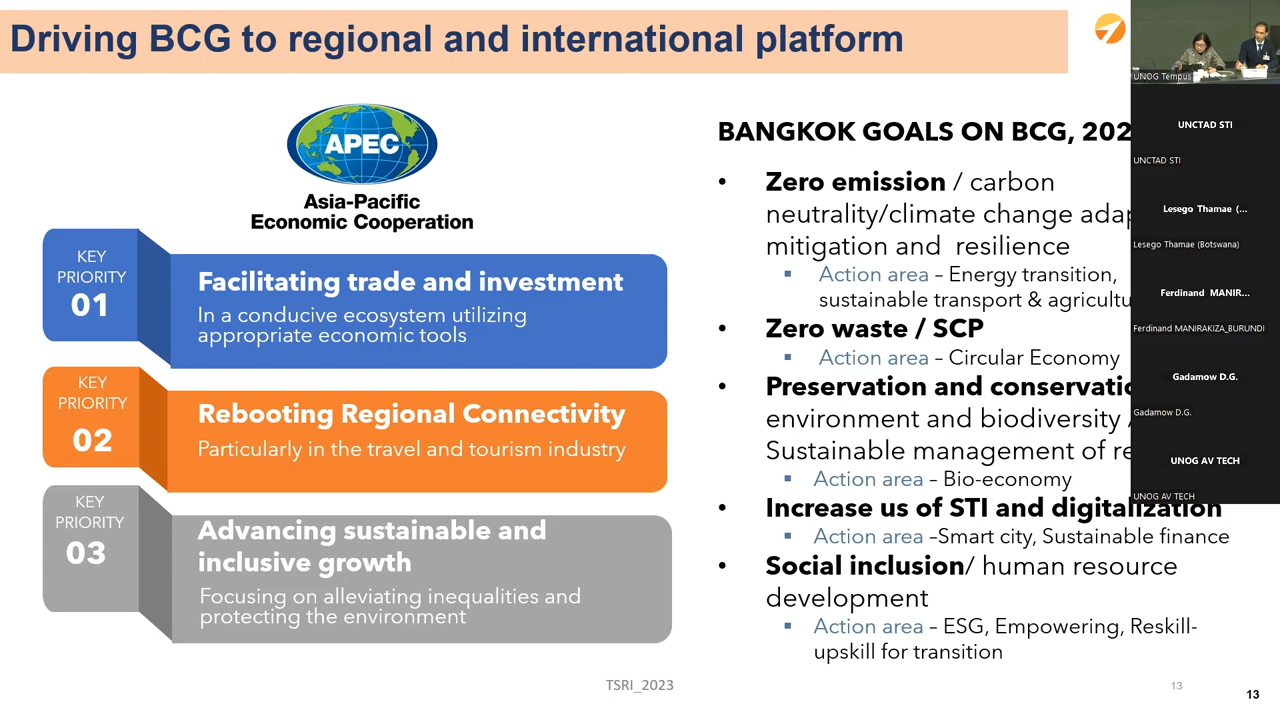 Driving BCG to regional and international platform
APEC
Asia-Pacific
Economic Cooperation
KEY
PRIORITY
01
Facilitating trade and investment
In a conducive ecosystem utilizing
appropriate economic tools
KEY
PRIORITY
02
Rebooting Regional Connectivity
Particularly in the travel and tourism industry
KEY
PRIORITY
03
Advancing sustainable and
inclusive growth
Focusing on alleviating inequalities and
protecting the environment
BANGKOK GOALS ON BCG,
• Zero emission / carbon
neutrality/climate change
mitigation and resilience
▪ Action area – Energy transition,
sustainable transport &
• Zero waste / SCP
▪ Action area – Circular Economy
• Preservation and
environment and biodiversity
Sustainable management of
▪ Action area – Bio-economy
• Increase us of STI and digitalization
▪ Action area –Smart city, Sustainable finance
• Social inclusion/ human resource
development
▪ Action area – ESG, Empowering, Reskill-
upskill for transition
TSRI_2023
13
13
UNOG Tempus
UNCTAD STI
UNCTAD STI
Lesego Thamae (...
Lesego Thamae (Botswana)
Ferdinand MANIR...
Ferdinand MANIRAKIZA_BURUNDI
Gadamow D.G.
Gadamow D.G.
UNOG AV TECH
UNOG AV TECH